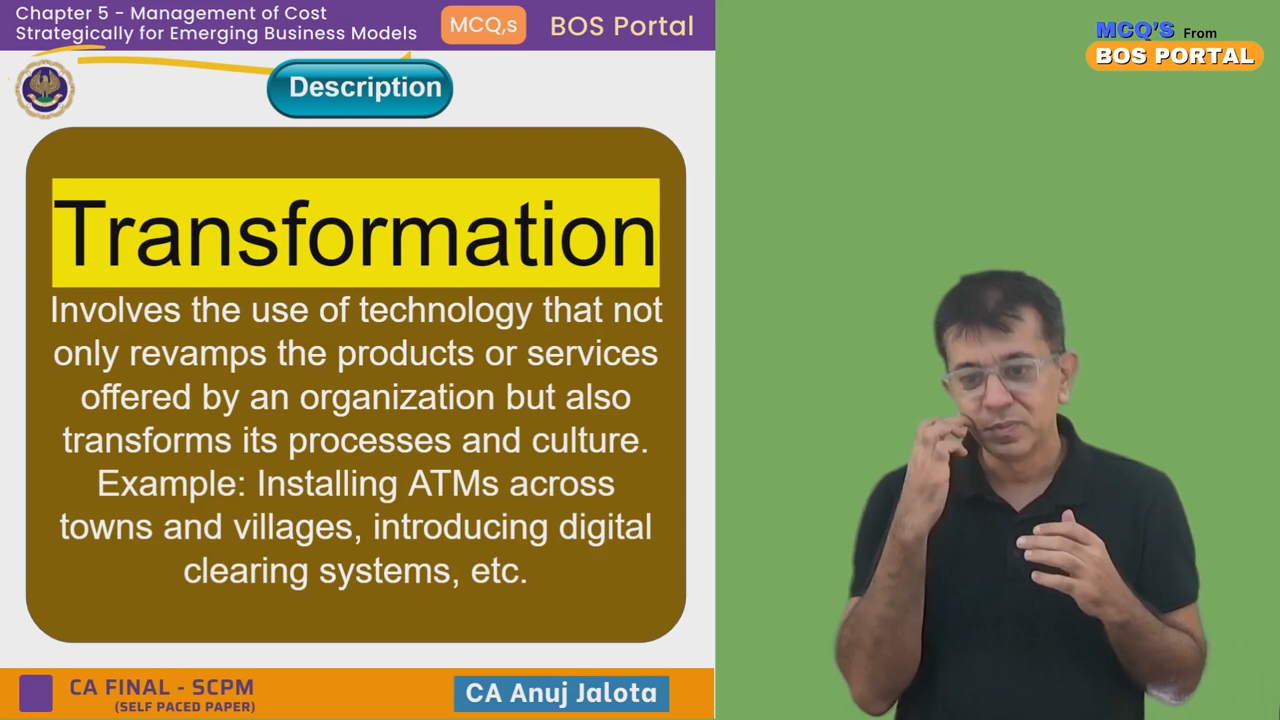 Chapter 5 - Management of Cost
Strategically for Emerging Business Models
MCQ,s
BOS Portal
MCQ'S From
BOS PORTAL
Description
Transformation
Involves the use of technology that not
only revamps the products or services
offered by an organization but also
transforms its processes and culture.
Example: Installing ATMs across
towns and villages, introducing digital
clearing systems, etc.
CA FINAL - SCPM
(SELF PACED PAPER)
CA Anuj Jalota